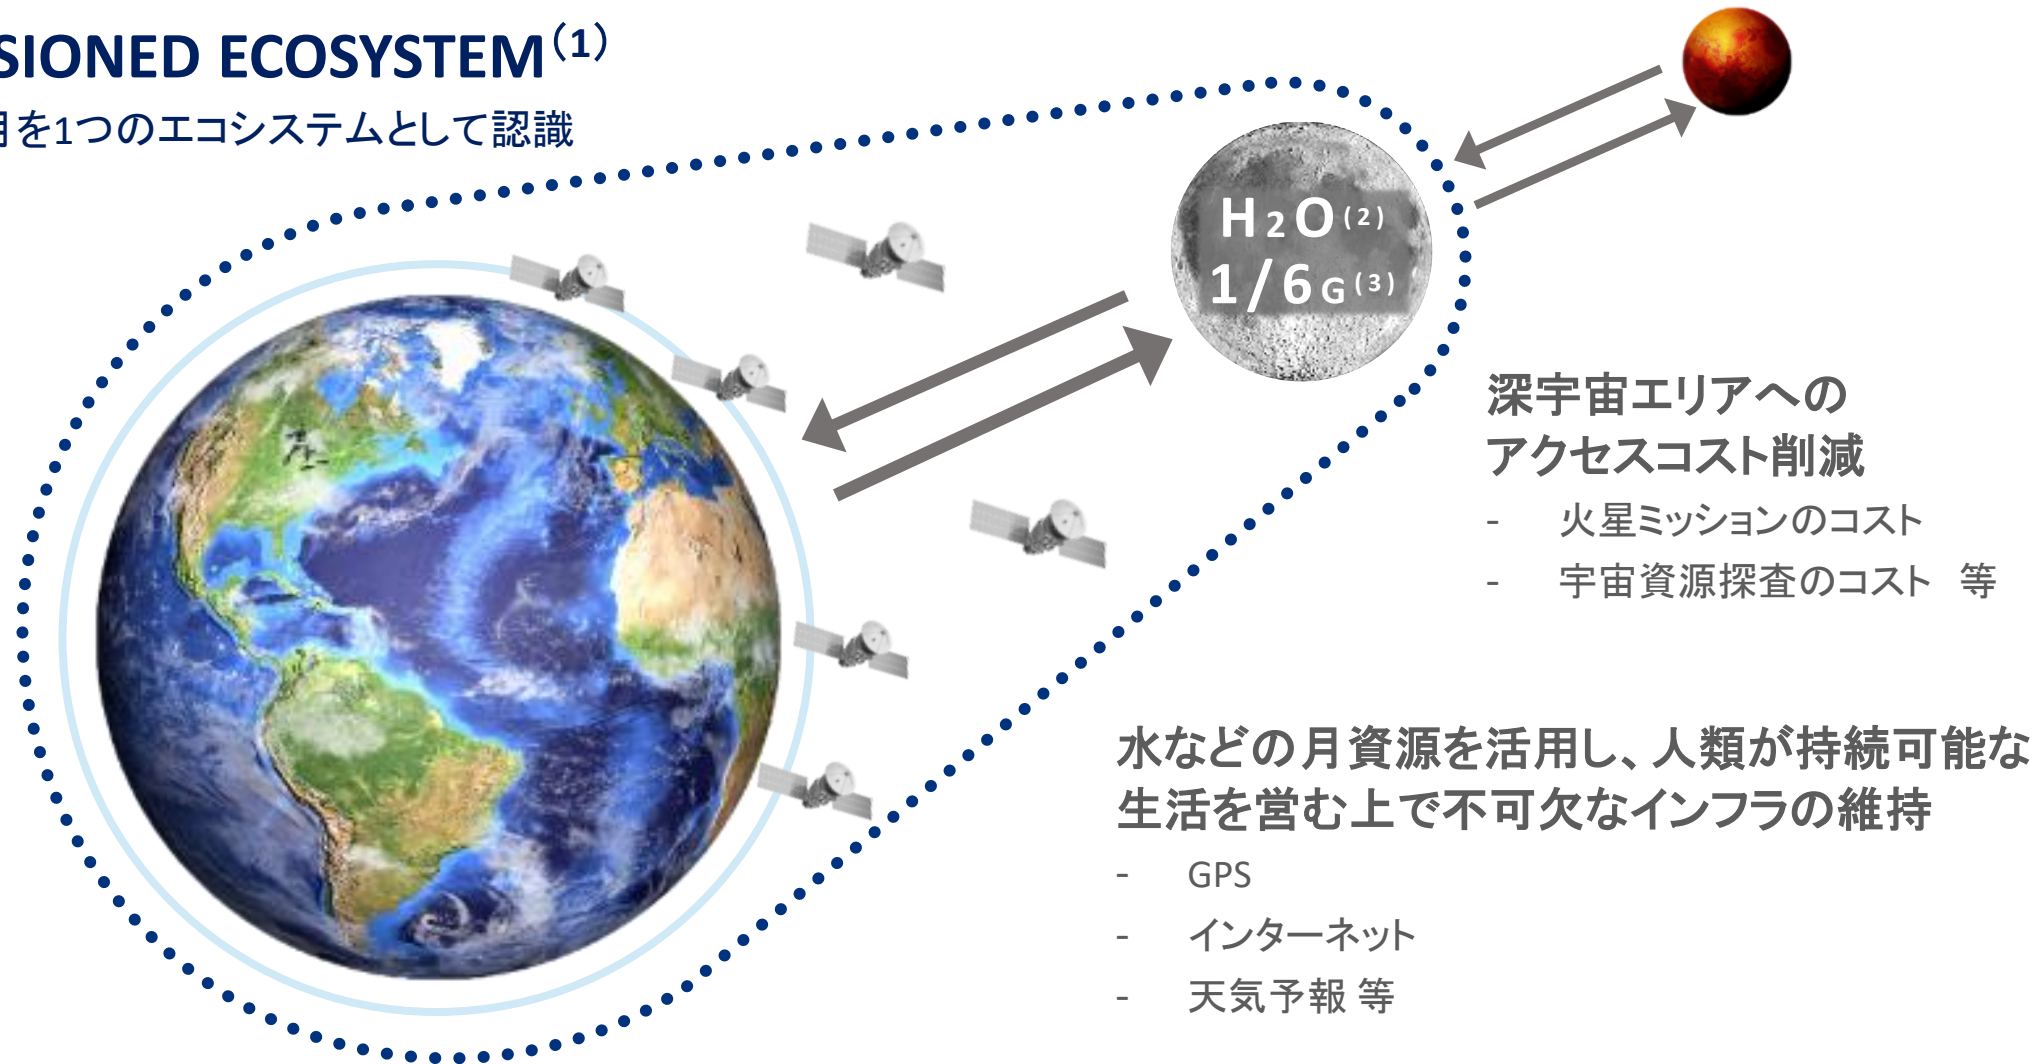 SIONED ECOSYSTEM(1)
月を1つのエコシステムとして認識
H2O(2)
1/6G(3)
深宇宙エリアへの
アクセスコスト削減
- 火星ミッションのコスト
- 宇宙資源探査のコスト 等
水などの月資源を活用し、人類が持続可能な
生活を営む上で不可欠なインフラの維持
- GPS
- インターネット
- 天気予報 等